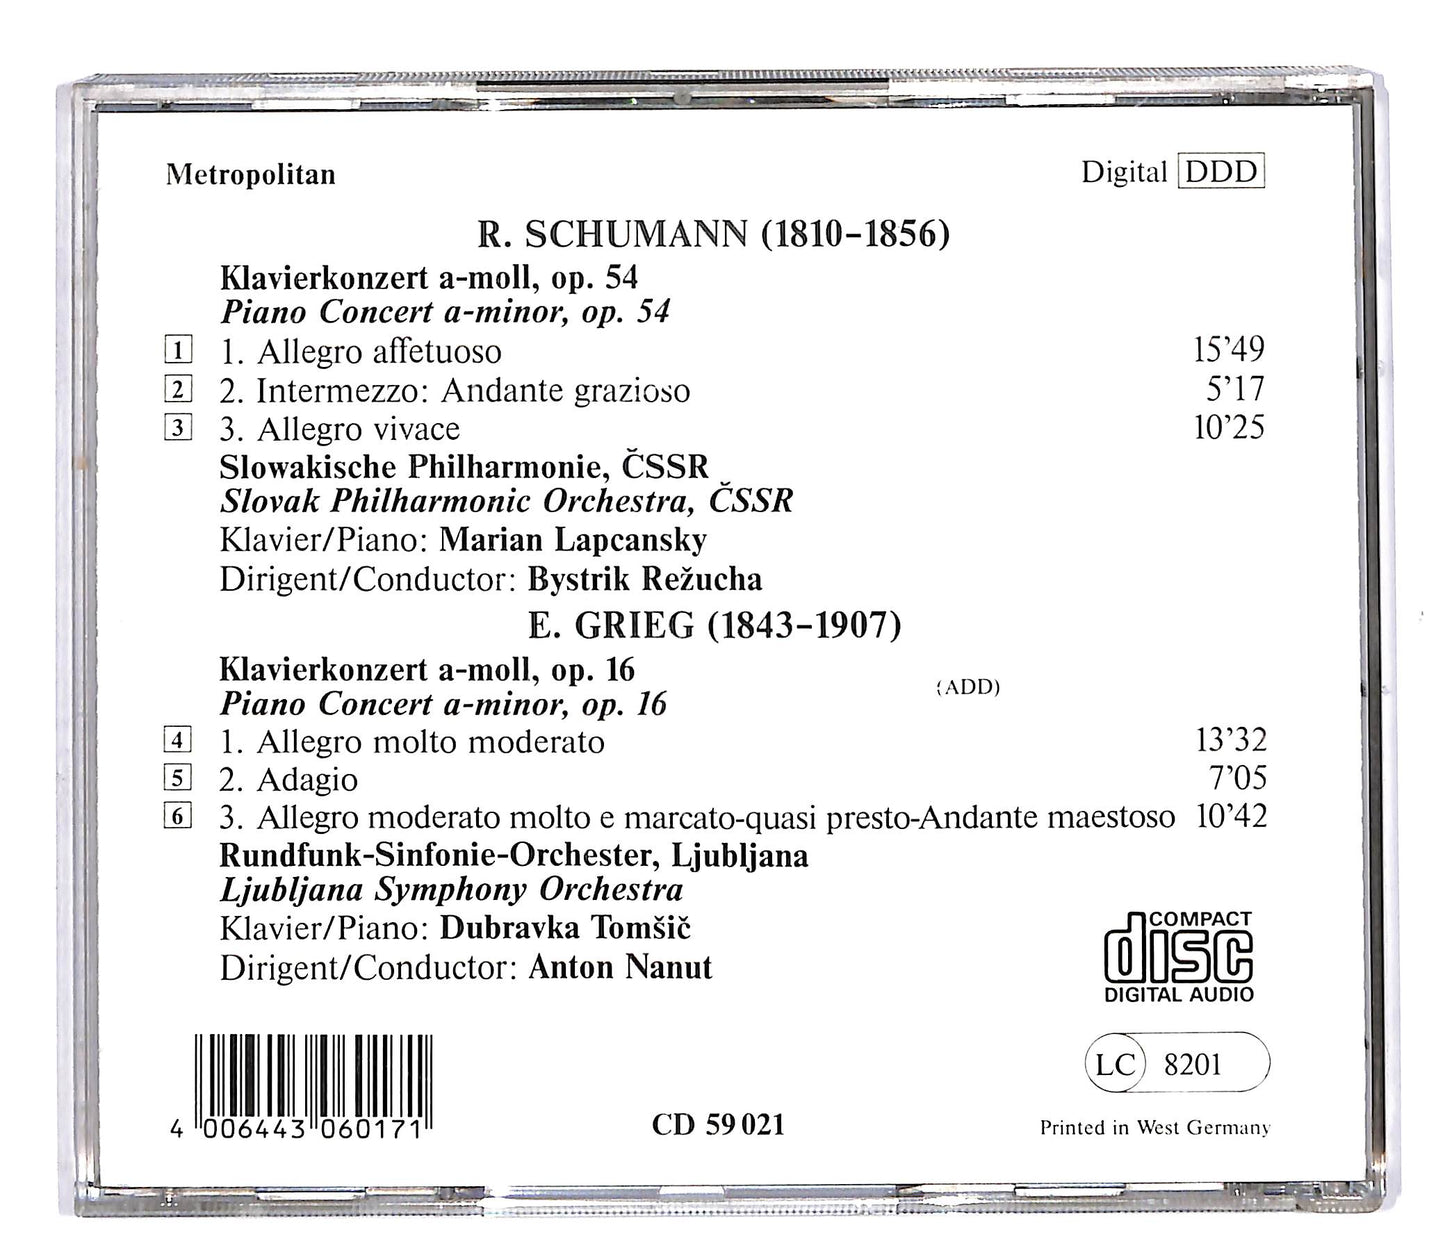 Metropolitan
Digital DDD
R. SCHUMANN (1810-1856)
Klavierkonzert a-moll, op. 54
Piano Concert a-minor, op. 54
1 1. Allegro affetuoso 15'49
2 2. Intermezzo: Andante grazioso 5'17
3 3. Allegro vivace 10'25
Slowakische Philharmonie, ČSSR
Slovak Philharmonic Orchestra, ČSSR
Klavier/Piano: Marian Lapcansky
Dirigent/Conductor: Bystrik Režucha
E. GRIEG (1843-1907)
Klavierkonzert a-moll, op. 16
(ADD)
Piano Concert a-minor, op. 16
4 1. Allegro molto moderato 13'32
5 2. Adagio 7'05
6 3. Allegro moderato molto e marcato-quasi presto-Andante maestoso 10'42
Rundfunk-Sinfonie-Orchester, Ljubljana
Ljubljana Symphony Orchestra
Klavier/Piano: Dubravka Tomšič
Dirigent/Conductor: Anton Nanut
COMPACT
disc
DIGITAL AUDIO
LC 8201
4 006443 060171
CD 59 021
Printed in West Germany